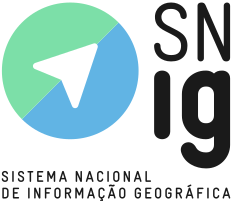 SN
ig
SISTEMA NACIONAL
DE INFORMAÇÃO GEOGRÁFICA